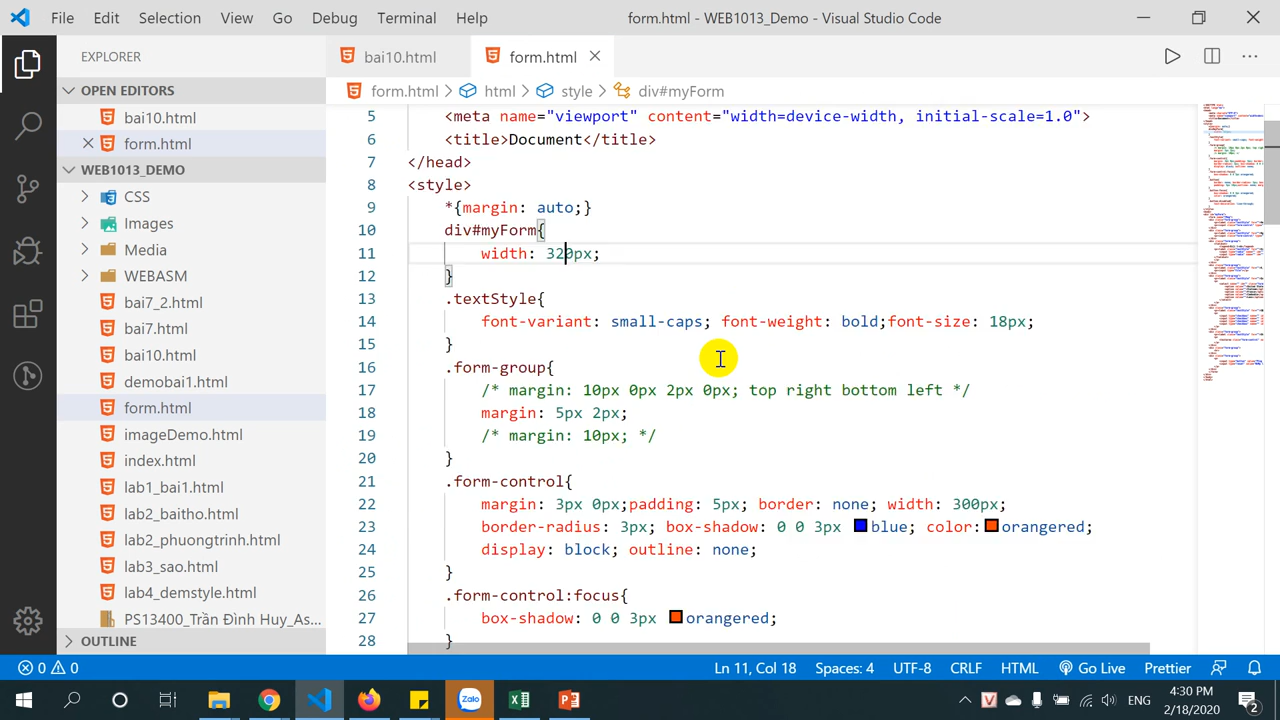 File Edit Selection View Go Debug Terminal Help form.html - WEB1013_Demo - Visual Studio Code
EXPLORER
OPEN EDITORS
bai10.html
form.html
WEB1013_DEMO
CSS
Images
Media
WEBASM
bai7_2.html
bai7.html
bai10.html
demobai1.html
form.html
imageDemo.html
index.html
lab1_bai1.html
lab2_baitho.html
lab2_phuongtrinh.html
lab3_sao.html
lab4_demstyle.html
PS13400_Trần Đình Huy_As...
OUTLINE
bai10.html form.html
form.html > html > style > div#myForm
5 <meta name="viewport" content="width=device-width, initial-scale=1.0">
6 <title>Document</title>
7 </head>
8 <style>
9 *{margin: auto;}
10 div#myForm{
11 width: 320px;
12 }
13 .textStyle{
14 font-variant: small-caps; font-weight: bold;font-size: 18px;
15 }
16 .form-group{
17 /* margin: 10px 0px 2px 0px; top right bottom left */
18 margin: 5px 2px;
19 /* margin: 10px; */
20 }
21 .form-control{
22 margin: 3px 0px;padding: 5px; border: none; width: 300px;
23 border-radius: 3px; box-shadow: 0 0 3px blue; color: orangered;
24 display: block; outline: none;
25 }
26 .form-control:focus{
27 box-shadow: 0 0 3px orangered;
28 }
0 0 Ln 11, Col 18 Spaces: 4 UTF-8 CRLF HTML Go Live Prettier
Zalo ENG 4:30 PM
2/18/2020 2